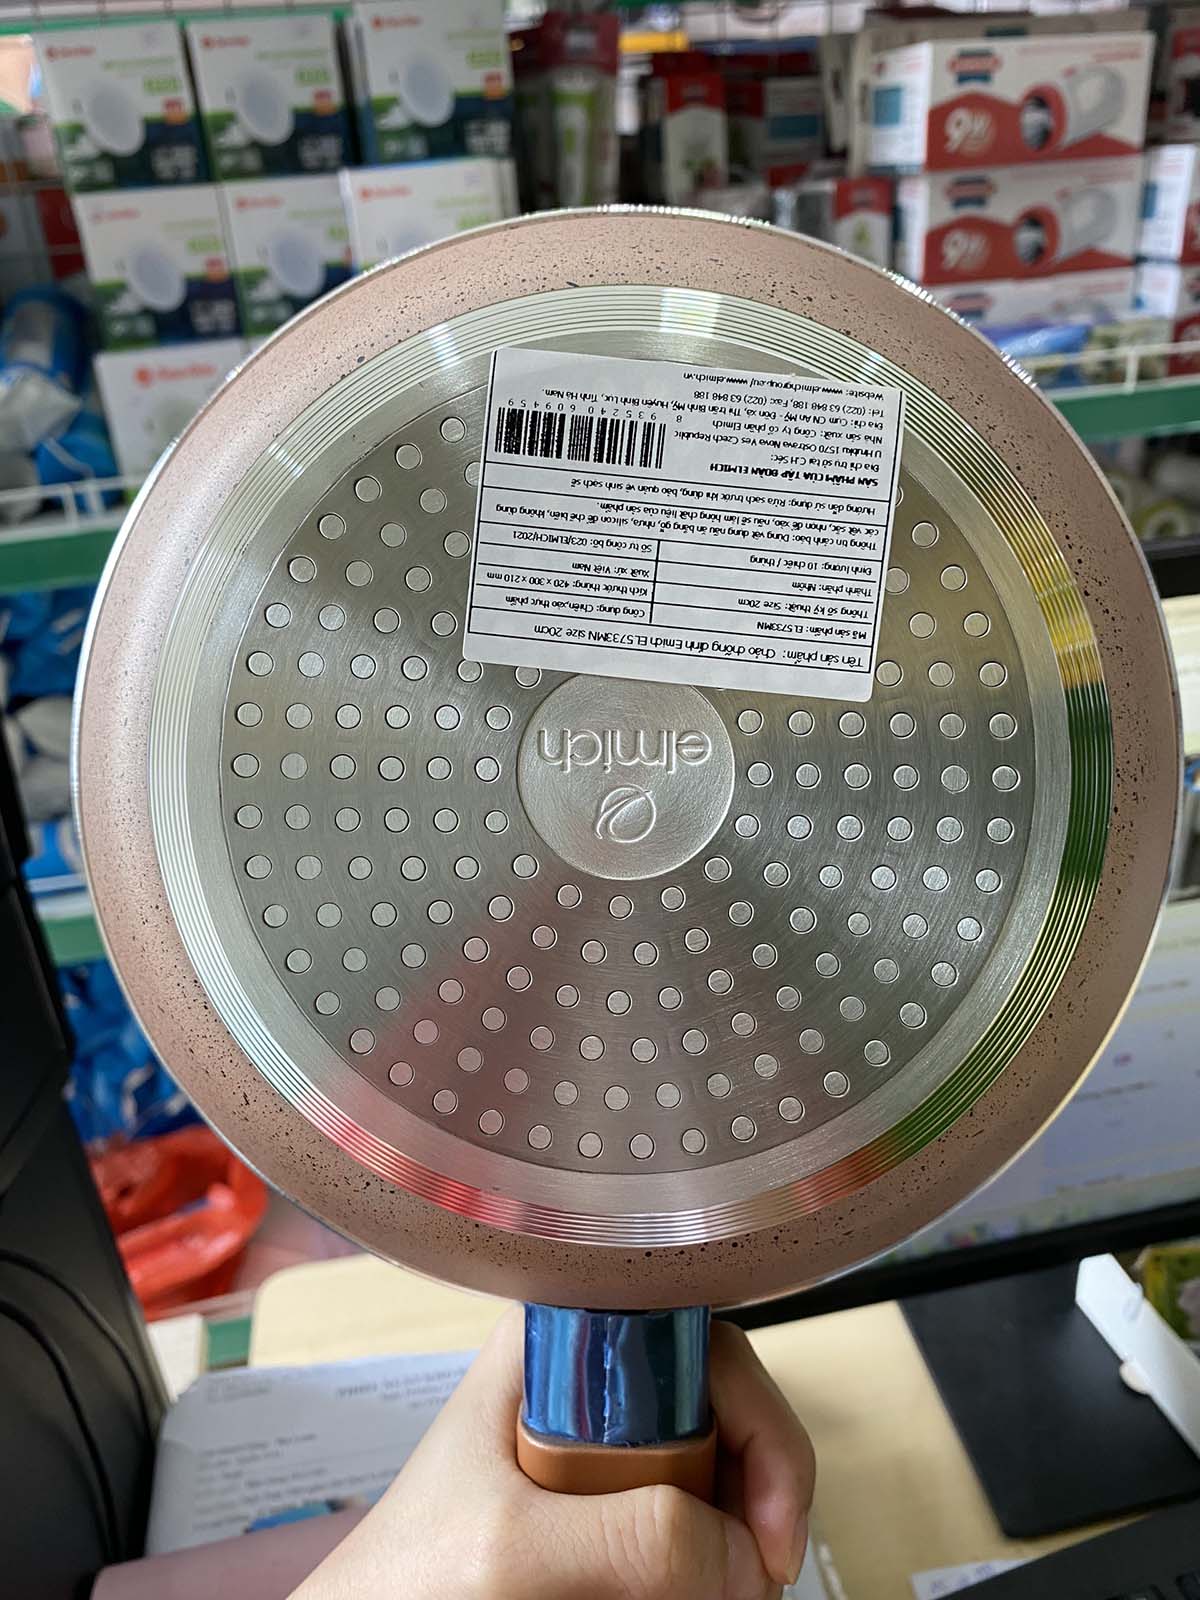 Tên sản phẩm: Chảo chống dính Emich EL5733MN size 20cm
Mã sản phẩm: EL5733MN
Công dụng: Chiên,xào thực phẩm
Thông số kỹ thuật: Size 20cm
Kích thước thùng: 420 x 300 x 210 mm
Thành phần: Nhôm
Xuất xứ: Việt Nam
Định lượng: 10 chiếc / thùng
Số tự công bố: 023/ELMICH/2021
Thông tin cảnh báo: Dùng vật dụng nấu ăn bằng gỗ, nhựa, silicon để chế biến, không dùng
các vật sắc, nhọn để xào, nấu sẽ làm hỏng chất liệu của sản phẩm.
Hướng dẫn sử dụng: Rửa sạch trước khi dùng, bảo quản vệ sinh sạch sẽ
SẢN PHẨM CỦA TẬP ĐOÀN ELMICH
Địa chỉ trụ sở tại C.H Séc:
U Hrubku 1570 Ostrava Nova Ves Czech Republic
Nhà sản xuất: Công ty cổ phần Elmich
Địa chỉ: Cụm CN An Mỹ - Đồn xá, Thị trấn Bình Mỹ, Huyện Bình Lục, Tỉnh Hà Nam.
Tel: (022) 63 848 188, Fax: (022) 63 848 188
Website: www.elmichgroup.eu/ www.elmich.vn
8 935240 609459
elmich
9W
9W